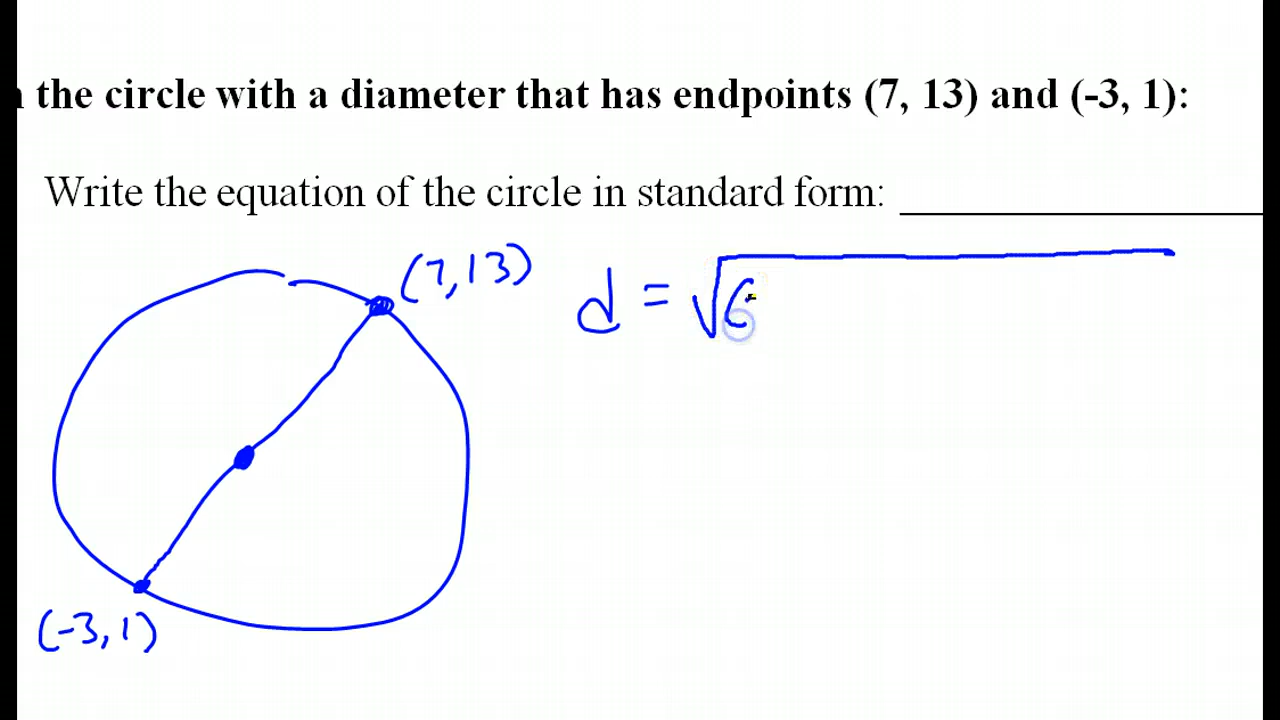 the circle with a diameter that has endpoints (7, 13) and (-3, 1):
Write the equation of the circle in standard form:
(7,13)
d = √(
(-3,1)